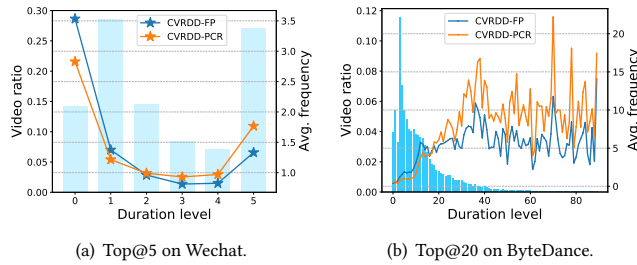 CVRDD-FP
CVRDD-PCR
Video ratio
0.30
0.25
0.20
0.15
0.10
0.05
0.00
0 1 2 3 4 5
Duration level
3.5
3.0
2.5
2.0
1.5
1.0
Avg. frequency
(a) Top@5 on Wechat.
CVRDD-FP
CVRDD-PCR
Video ratio
0.12
0.10
0.08
0.06
0.04
0.02
0.00
0 20 40 60 80
Duration level
20
15
10
5
0
Avg. frequency
(b) Top@20 on ByteDance.